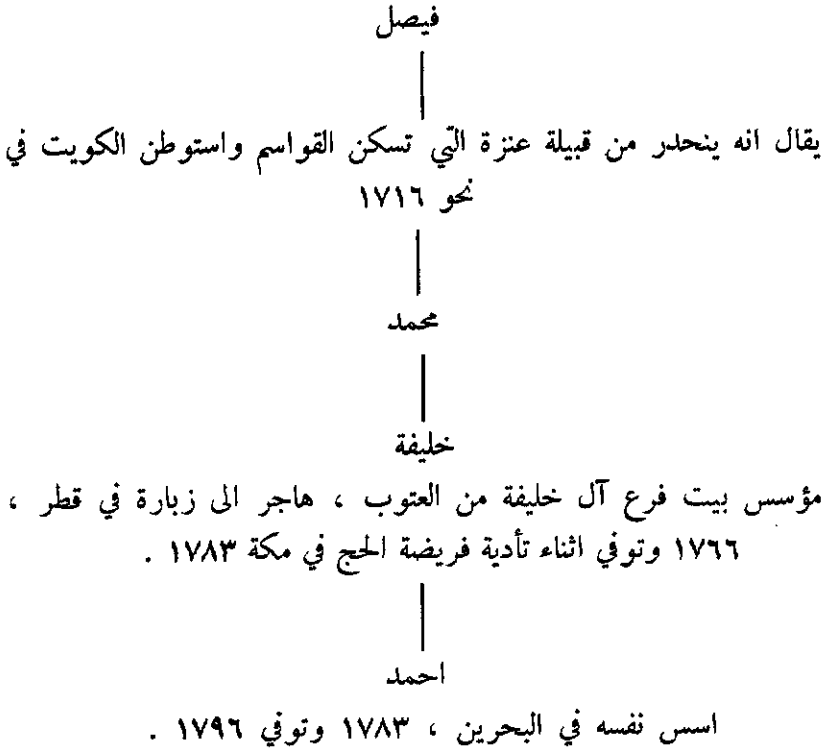 فيصل
يقال انه ينحدر من قبيلة عنزة التي تسكن القواسم واستوطن الكويت في
نحو ١٧١٦
محمد
خليفة
مؤسس بيت فرع آل خليفة من العتوب ، هاجر الى زبارة في قطر ،
١٧٦٦ وتوفي اثناء تأدية فريضة الحج في مكة ١٧٨٣ .
احمد
اسس نفسه في البحرين ، ١٧٨٣ وتوفي ١٧٩٦ .